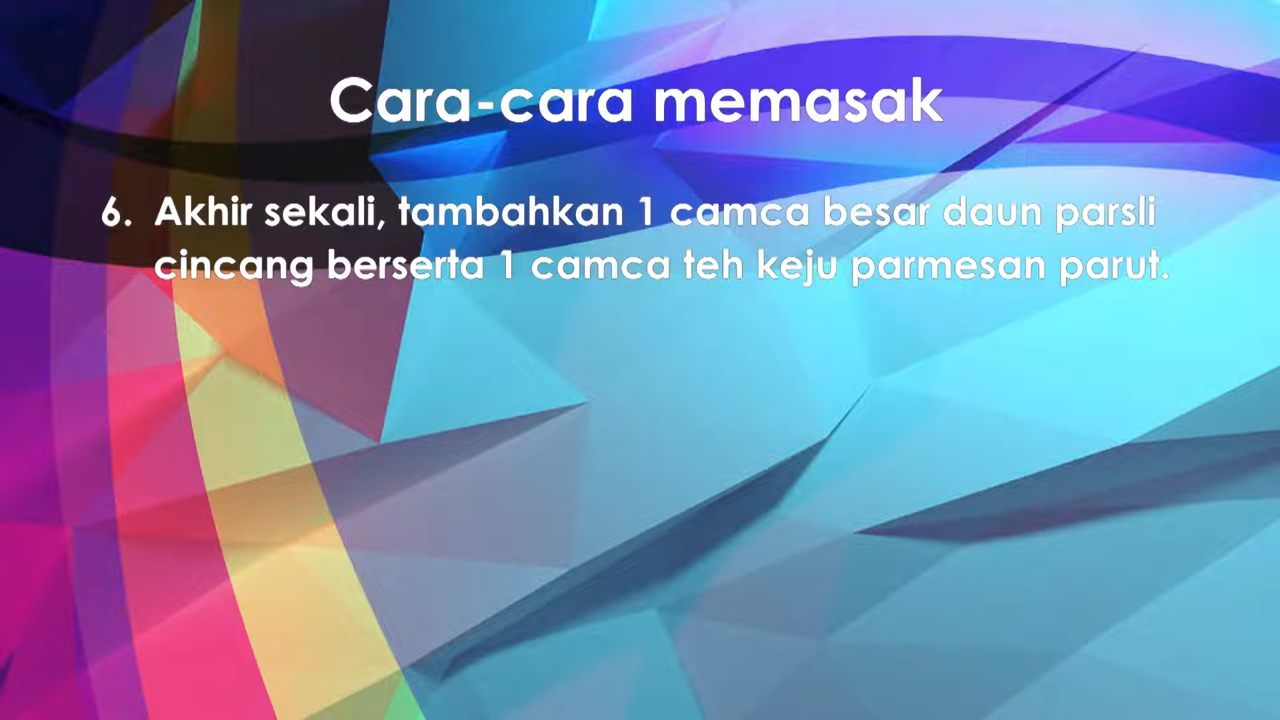 Cara-cara memasak
6. Akhir sekali, tambahkan 1 camca besar daun parsli
cincang berserta 1 camca teh keju parmesan parut.